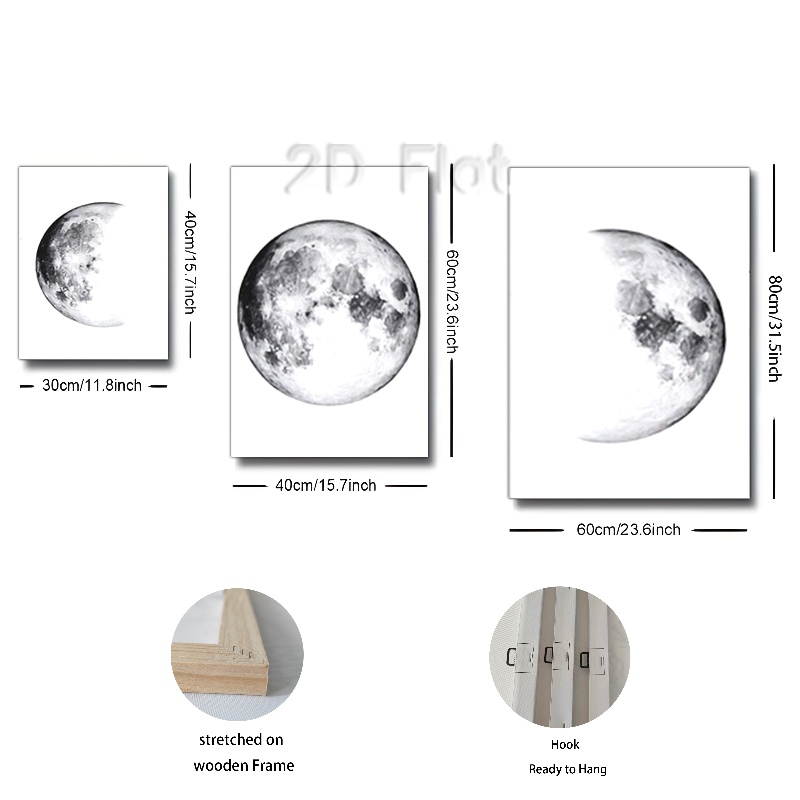 2D Flat
40cm/15.7inch
30cm/11.8inch
60cm/23.6inch
40cm/15.7inch
80cm/31.5inch
60cm/23.6inch
stretched on
wooden Frame
Hook
Ready to Hang